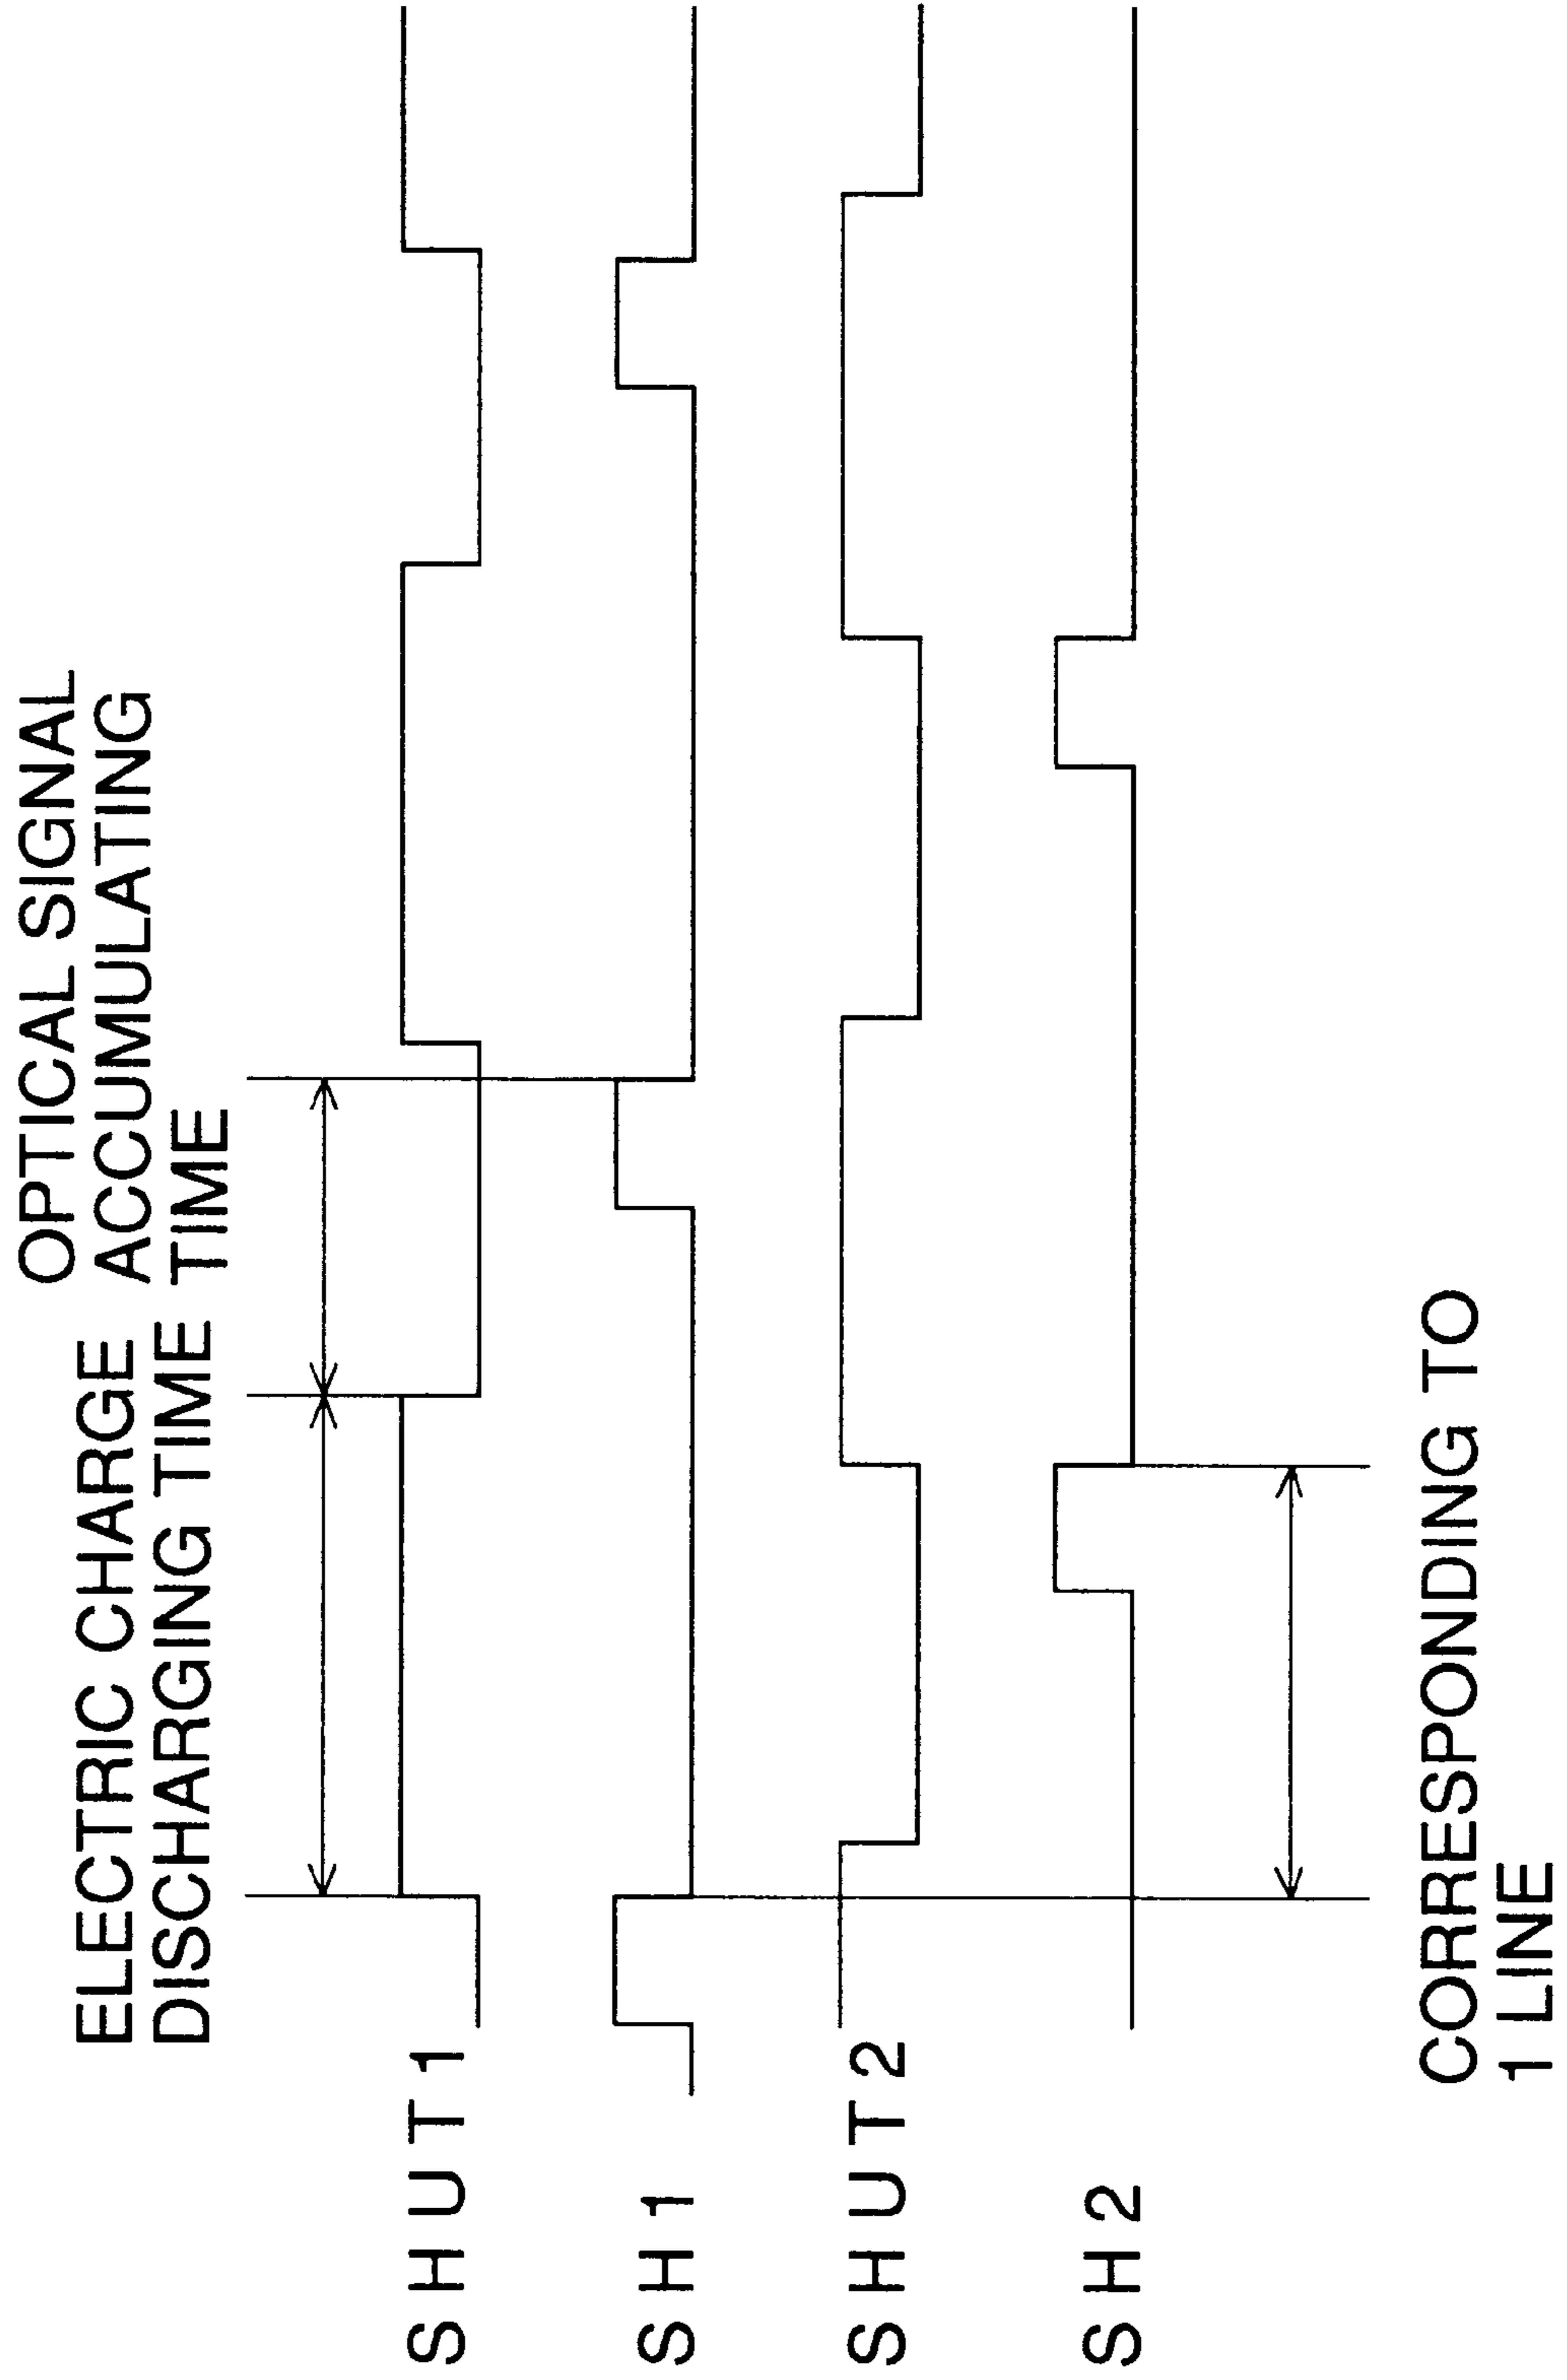 ELECTRIC CHARGE
DISCHARGING TIME
OPTICAL SIGNAL
ACCUMULATING
TIME
SHUT1
SH1
SHUT2
SH2
CORRESPONDING TO
1 LINE